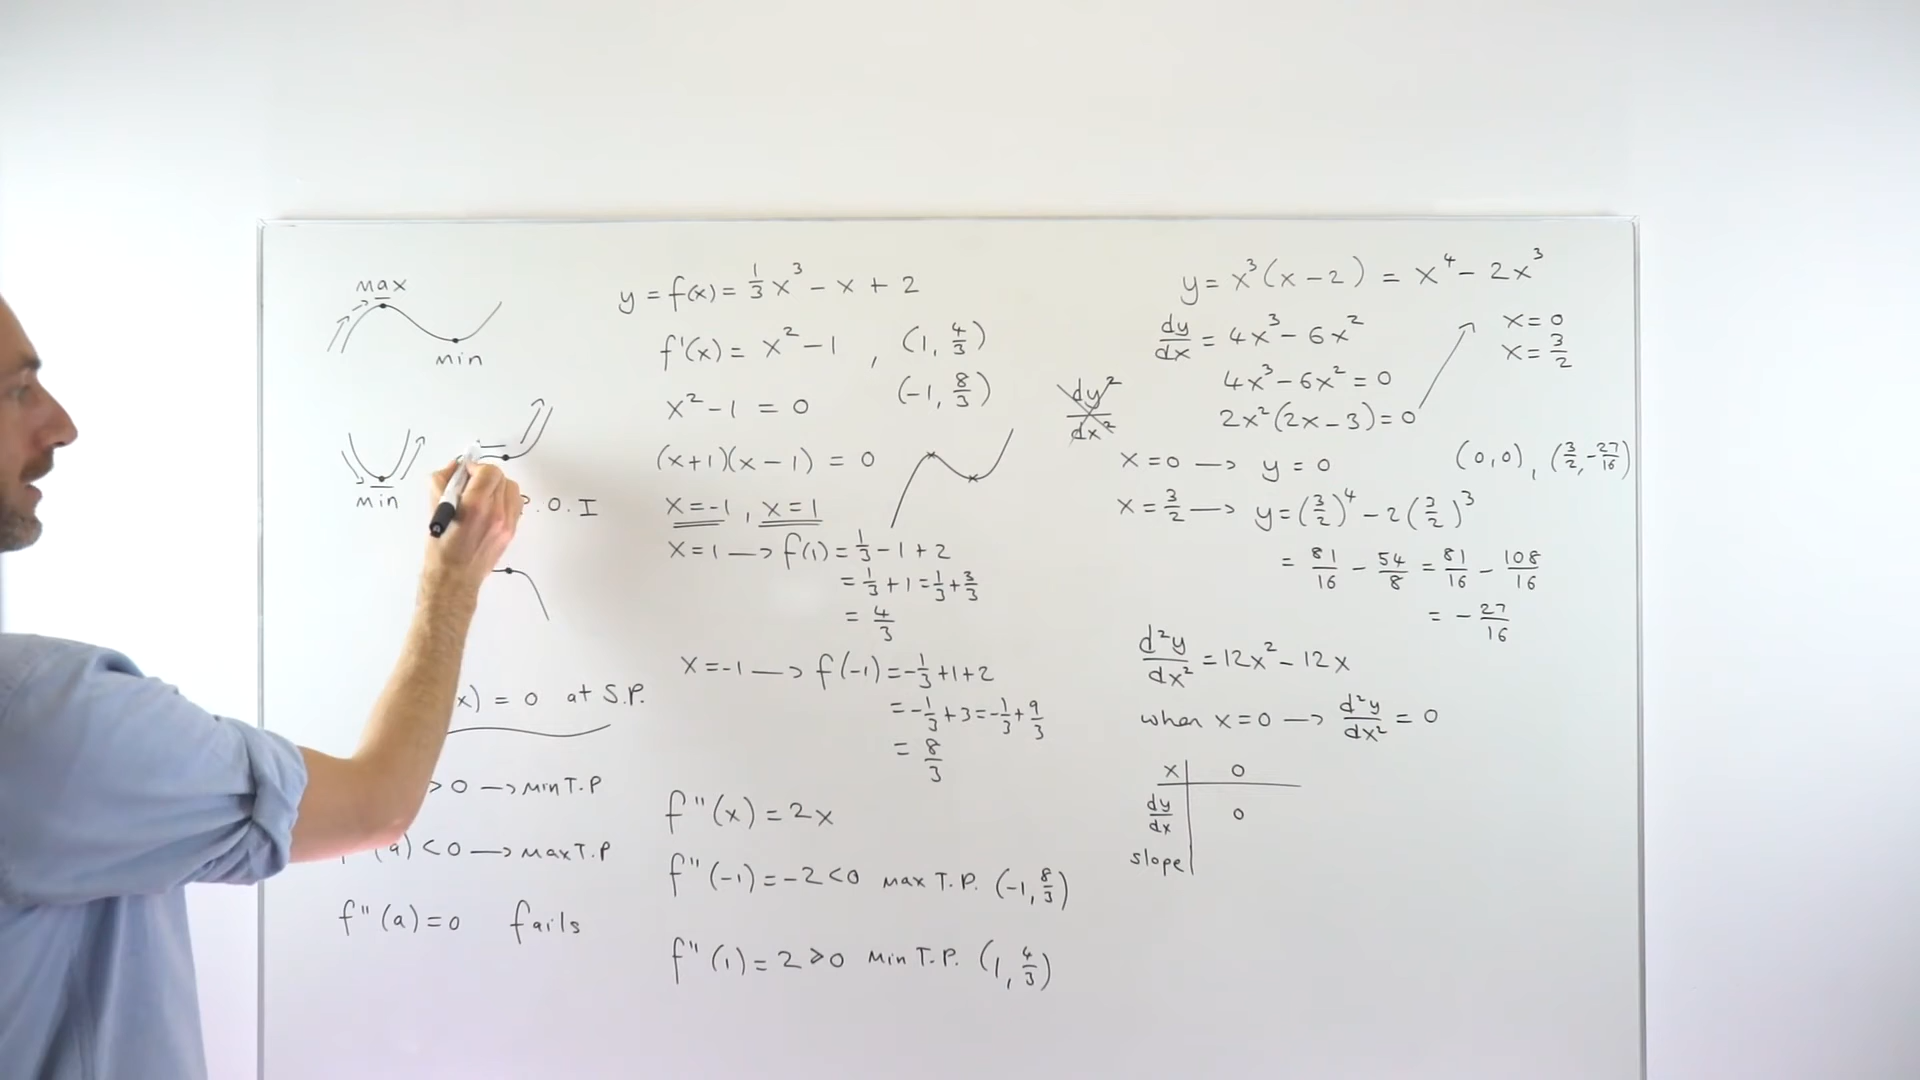 max
min
min
P.O.I
x) = 0 at S.P.
> 0 —> min T.P
(a) < 0 —> max T.P
f"(a) = 0 fails
y = f(x) = 1/3 x³ − x + 2
f'(x) = x² − 1 , (1, 4/3)
(−1, 8/3)
x² − 1 = 0
(x+1)(x−1) = 0
x = −1 , x = 1
x = 1 —> f(1) = 1/3 − 1 + 2
= 1/3 + 1 = 1/3 + 3/3
= 4/3
x = −1 —> f(−1) = −1/3 + 1 + 2
= −1/3 + 3 = −1/3 + 9/3
= 8/3
f"(x) = 2x
f"(−1) = −2 < 0 max T.P. (−1, 8/3)
f"(1) = 2 > 0 min T.P. (1, 4/3)
y = x³(x − 2) = x⁴ − 2x³
dy/dx = 4x³ − 6x²
x = 0
x = 3/2
4x³ − 6x² = 0
2x²(2x − 3) = 0
dy²/dx²
x = 0 —> y = 0
(0,0), (3/2, −27/16)
x = 3/2 —> y = (3/2)⁴ − 2(3/2)³
= 81/16 − 54/8 = 81/16 − 108/16
= −27/16
d²y/dx² = 12x² − 12x
when x = 0 —> d²y/dx² = 0
x 0
dy/dx 0
slope